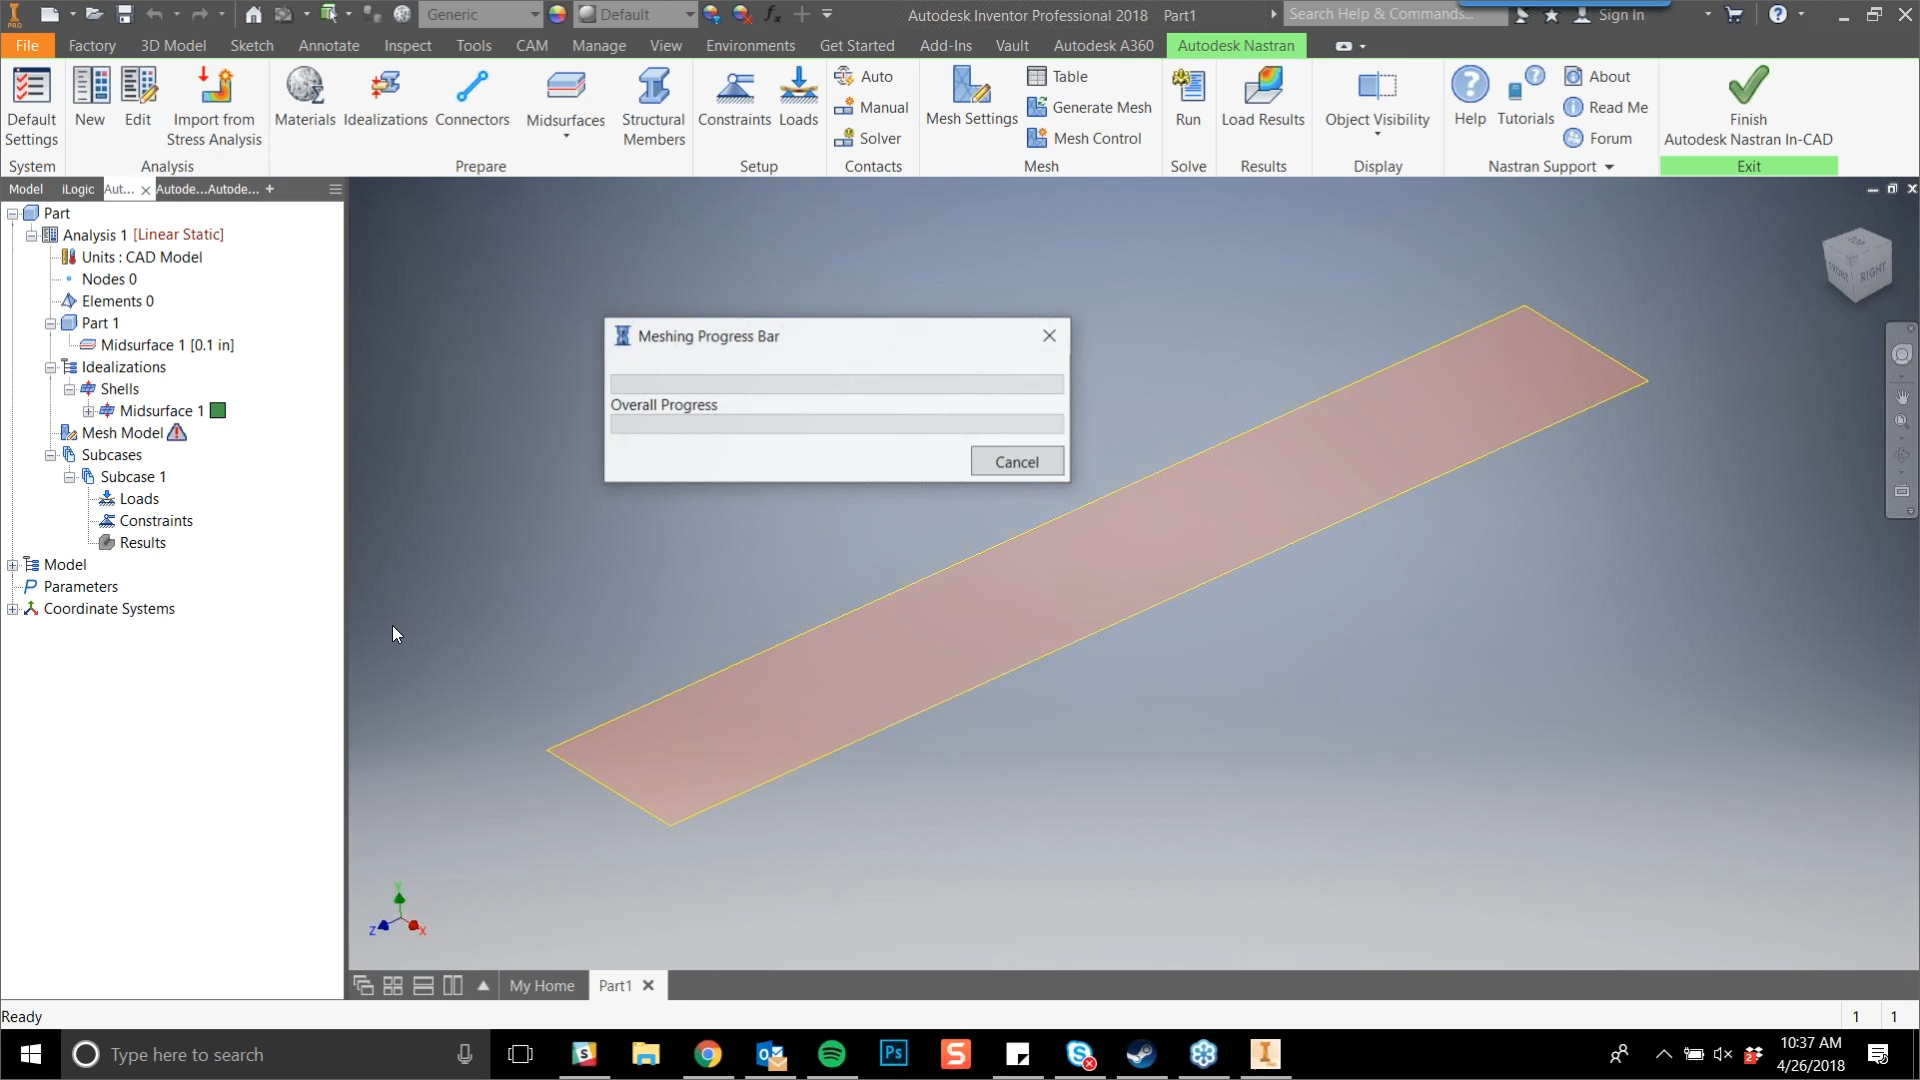 PRO
Generic
Default
Autodesk Inventor Professional 2018 Part1
Search Help & Commands...
Sign In
File Factory 3D Model Sketch Annotate Inspect Tools CAM Manage View Environments Get Started Add-Ins Vault Autodesk A360 Autodesk Nastran
Default Settings
New
Edit
Import from Stress Analysis
Materials
Idealizations
Connectors
Midsurfaces
Structural Members
Constraints
Loads
Auto
Manual
Solver
Mesh Settings
Table
Generate Mesh
Mesh Control
Run
Load Results
Object Visibility
Help
Tutorials
About
Read Me
Forum
Finish
Autodesk Nastran In-CAD
System Analysis Prepare Setup Contacts Mesh Solve Results Display Nastran Support Exit
Model iLogic Aut... Autode... Autode... +
Part
Analysis 1 [Linear Static]
Units : CAD Model
Nodes 0
Elements 0
Part 1
Midsurface 1 [0.1 in]
Idealizations
Shells
Midsurface 1
Mesh Model
Subcases
Subcase 1
Loads
Constraints
Results
Model
Parameters
Coordinate Systems
Meshing Progress Bar
Overall Progress
Cancel
FRONT RIGHT
Y
Z
X
My Home Part1
Ready
1 1
Type here to search
Ps
10:37 AM
4/26/2018